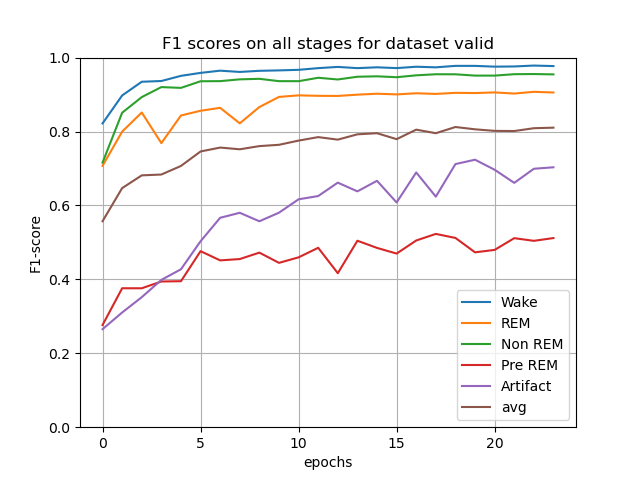 F1 scores on all stages for dataset valid
1.0
0.8
0.6
0.4
0.2
0.0
F1-score
0 5 10 15 20
epochs
Wake
REM
Non REM
Pre REM
Artifact
avg